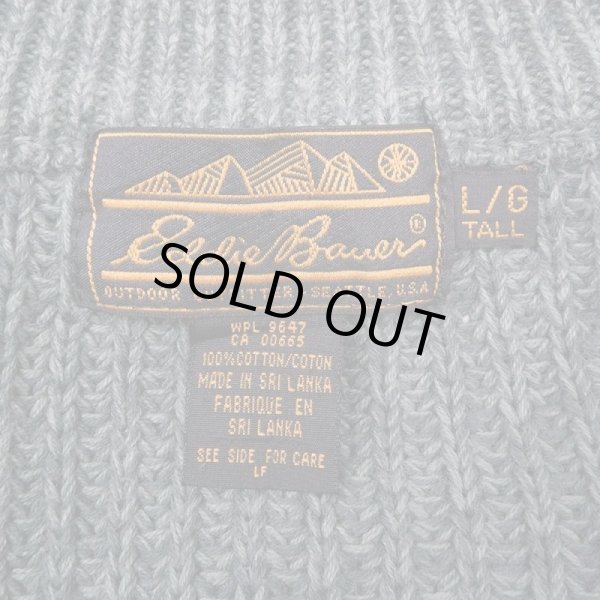 Eddie Bauer ®
OUTDOOR OUTFITTER SEATTLE, U.S.A
L/G
TALL
SOLD OUT
WPL 9647
CA 00665
100% COTTON/COTON
MADE IN SRI LANKA
FABRIQUE EN
SRI LANKA
SEE SIDE FOR CARE
LF